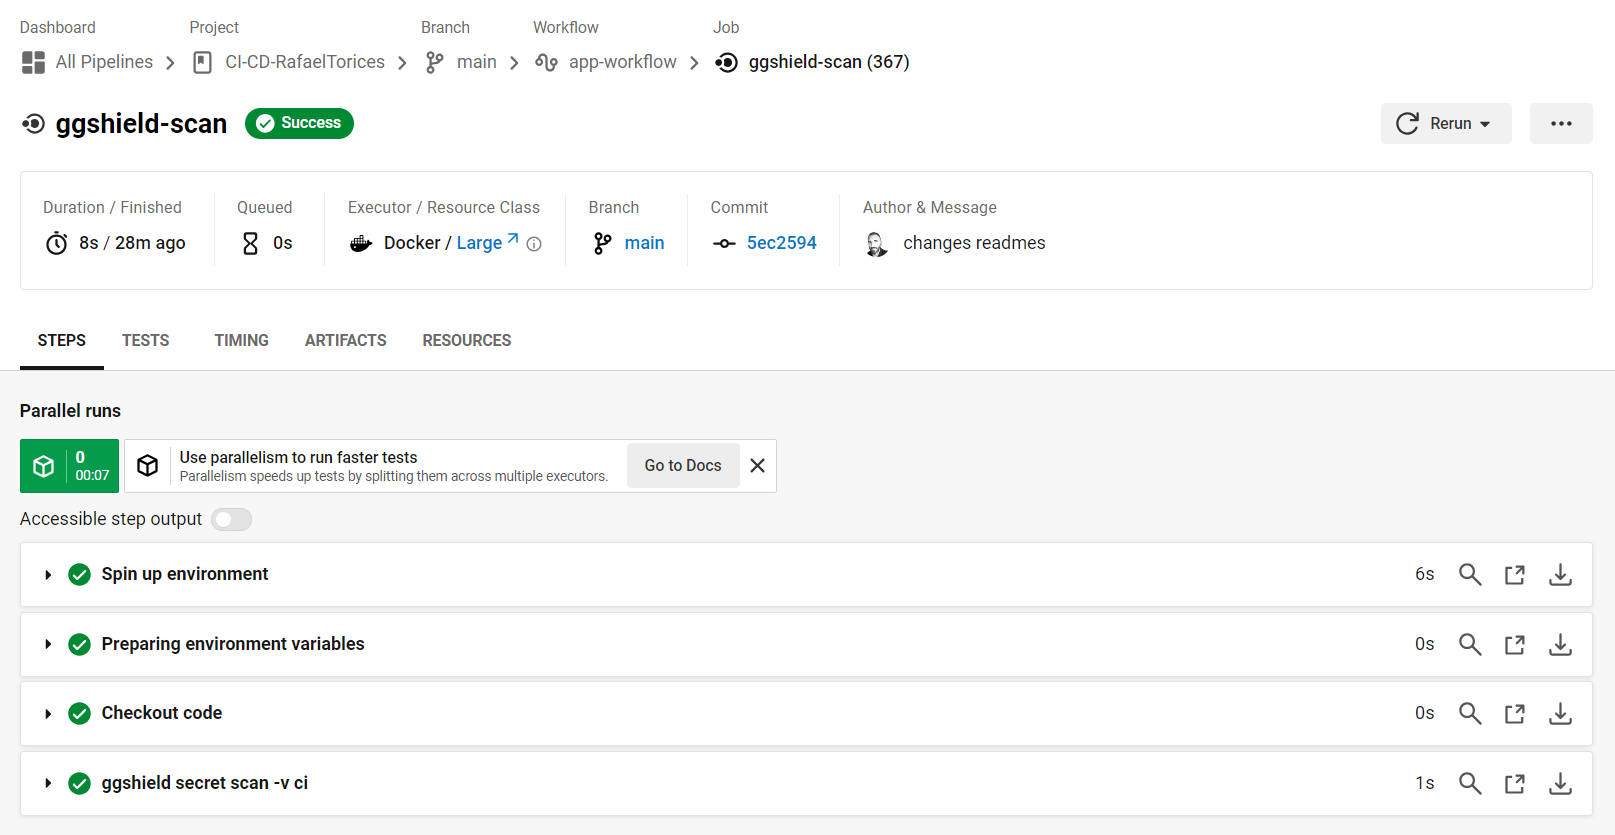 Dashboard Project Branch Workflow Job
All Pipelines CI-CD-RafaelTorices main app-workflow ggshield-scan (367)
ggshield-scan Success Rerun
Duration / Finished Queued Executor / Resource Class Branch Commit Author & Message
8s / 28m ago 0s Docker / Large main 5ec2594 changes readmes
STEPS TESTS TIMING ARTIFACTS RESOURCES
Parallel runs
0
00:07
Use parallelism to run faster tests
Parallelism speeds up tests by splitting them across multiple executors.
Go to Docs
Accessible step output
Spin up environment 6s
Preparing environment variables 0s
Checkout code 0s
ggshield secret scan -v ci 1s